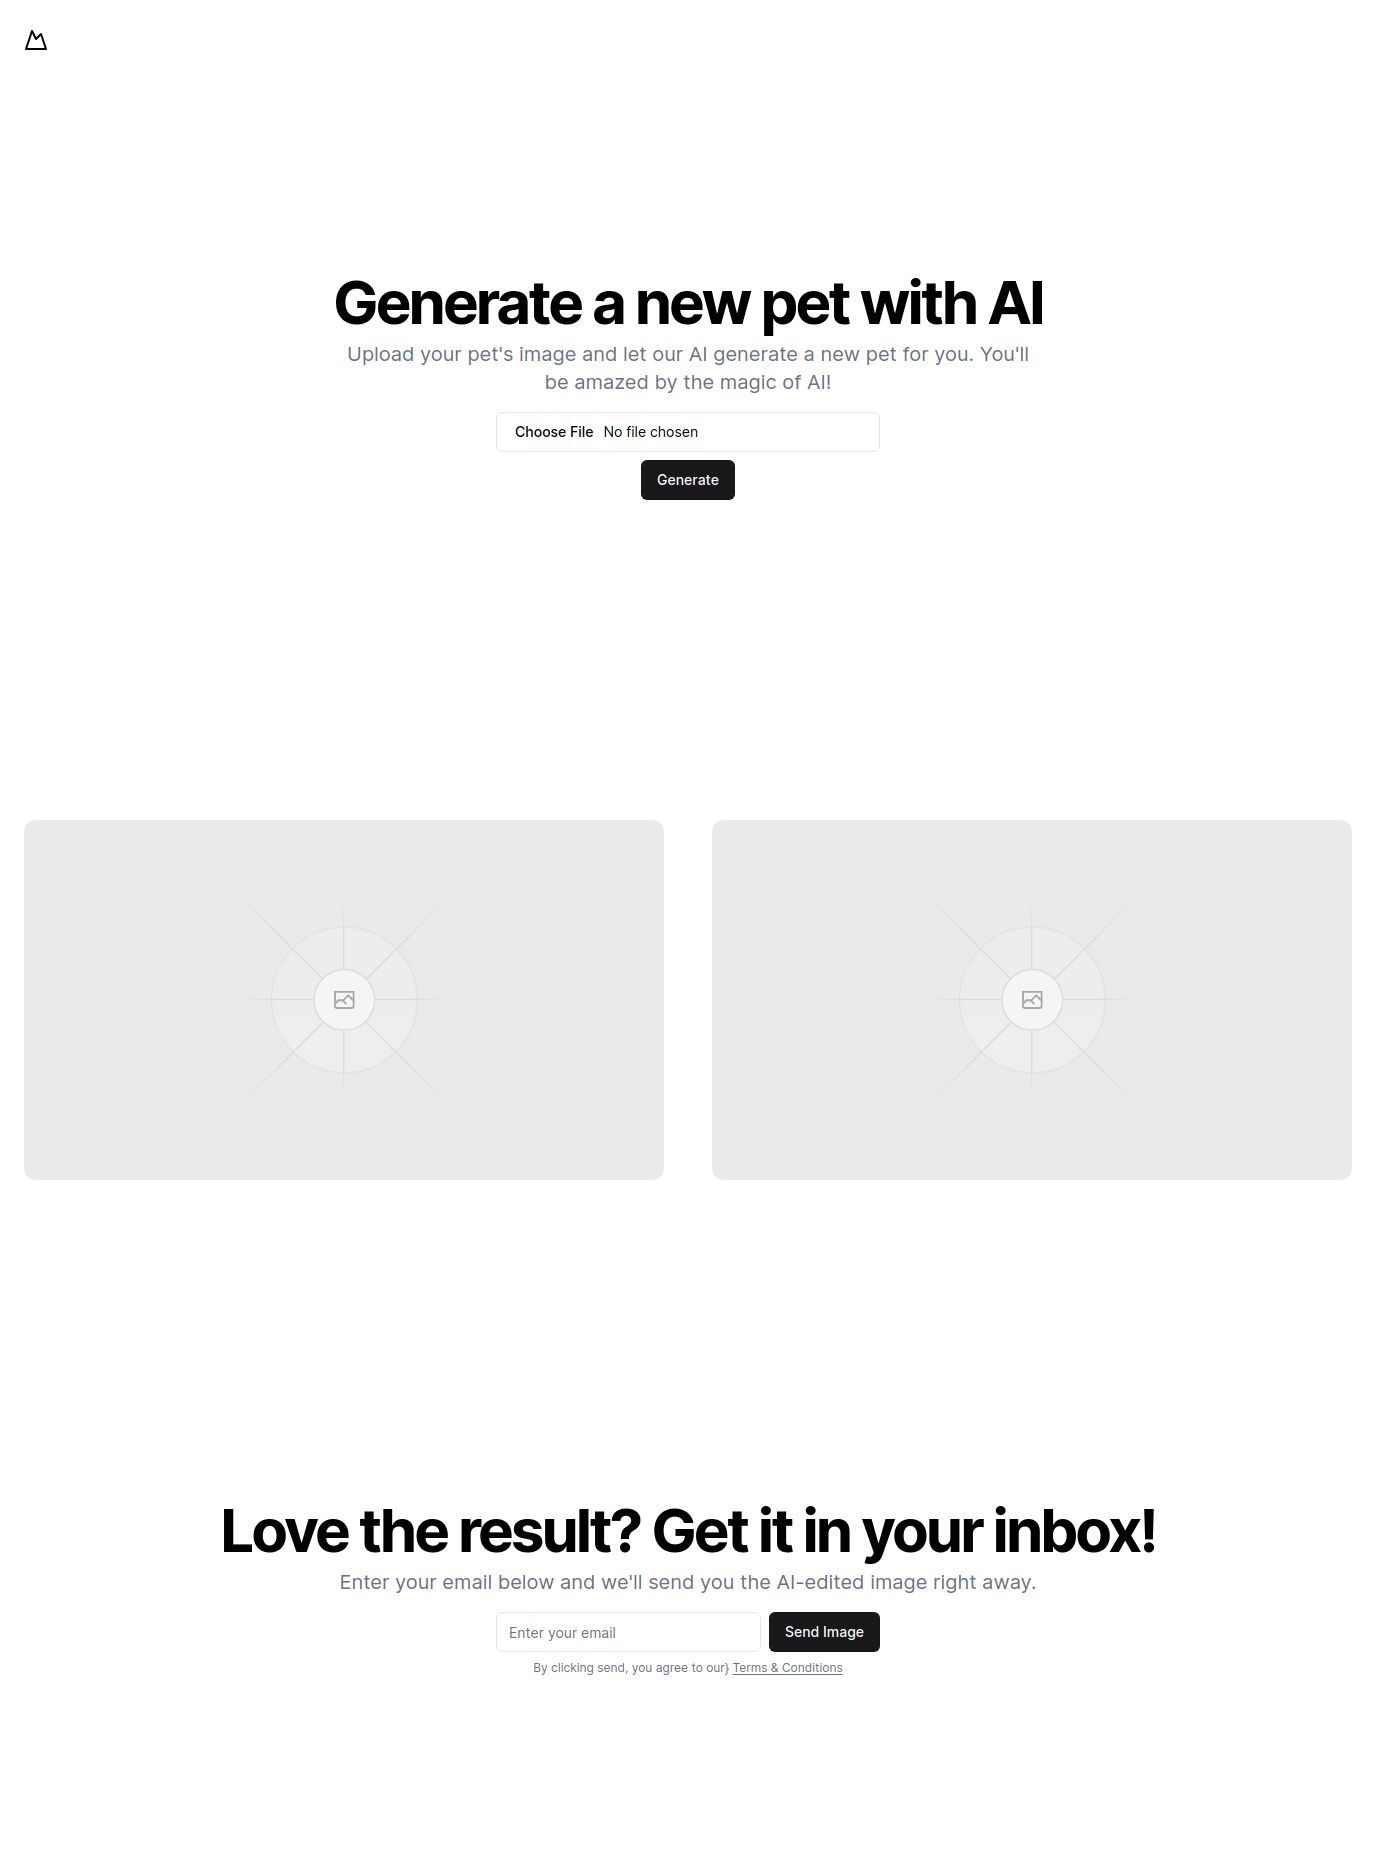 Generate a new pet with AI
Upload your pet's image and let our AI generate a new pet for you. You'll
be amazed by the magic of AI!
Choose File No file chosen
Generate
Love the result? Get it in your inbox!
Enter your email below and we'll send you the AI-edited image right away.
Enter your email
Send Image
By clicking send, you agree to our} Terms & Conditions